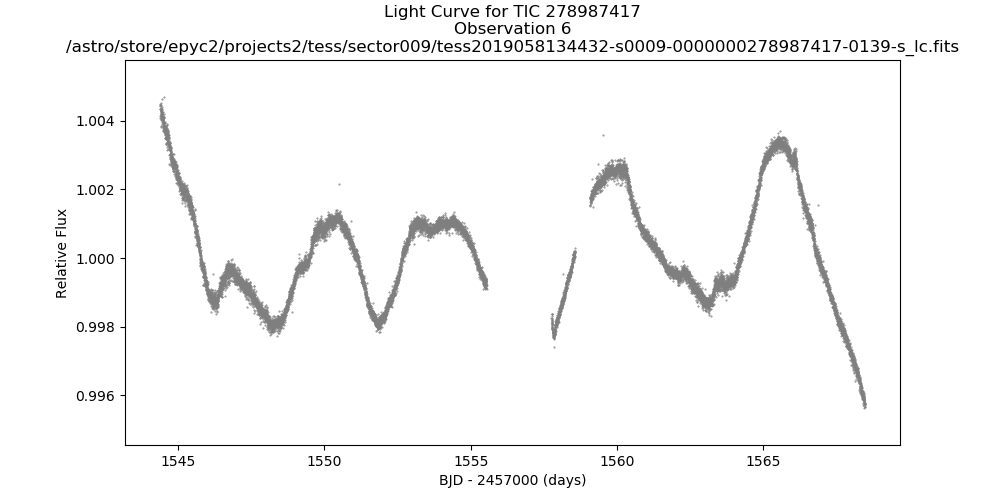 Light Curve for TIC 278987417
Observation 6
/astro/store/epyc2/projects2/tess/sector009/tess2019058134432-s0009-0000000278987417-0139-s_lc.fits
1.004
1.002
1.000
0.998
0.996
Relative Flux
1545
1550
1555
1560
1565
BJD - 2457000 (days)